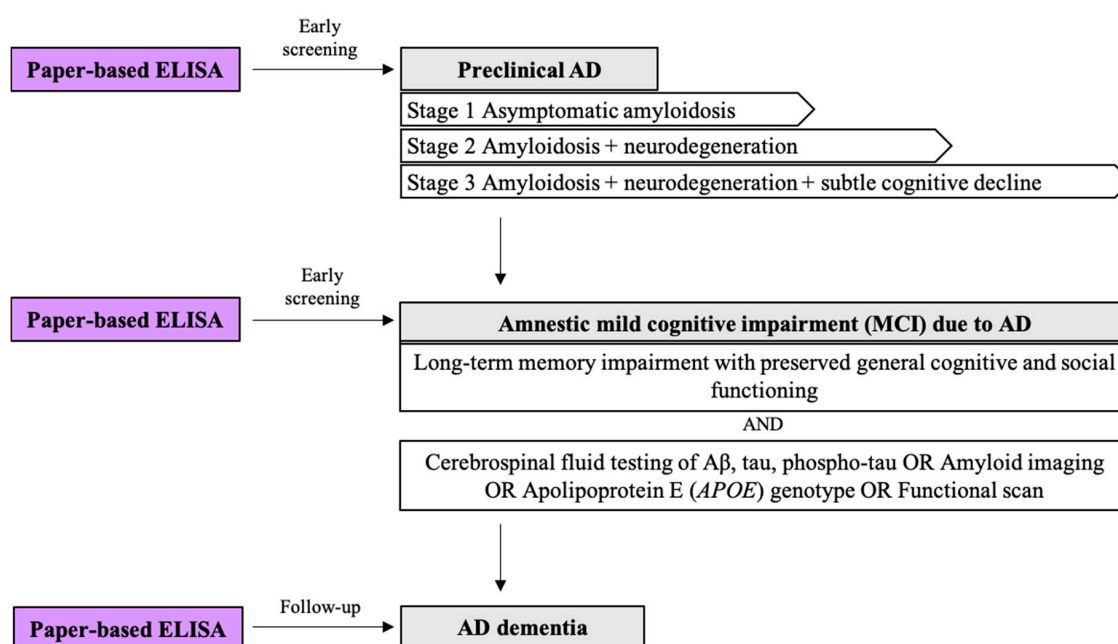 Early
screening
Paper-based ELISA
Preclinical AD
Stage 1 Asymptomatic amyloidosis
Stage 2 Amyloidosis + neurodegeneration
Stage 3 Amyloidosis + neurodegeneration + subtle cognitive decline
Early
screening
Paper-based ELISA
Amnestic mild cognitive impairment (MCI) due to AD
Long-term memory impairment with preserved general cognitive and social
functioning
AND
Cerebrospinal fluid testing of Aβ, tau, phospho-tau OR Amyloid imaging
OR Apolipoprotein E (APOE) genotype OR Functional scan
Follow-up
Paper-based ELISA
AD dementia